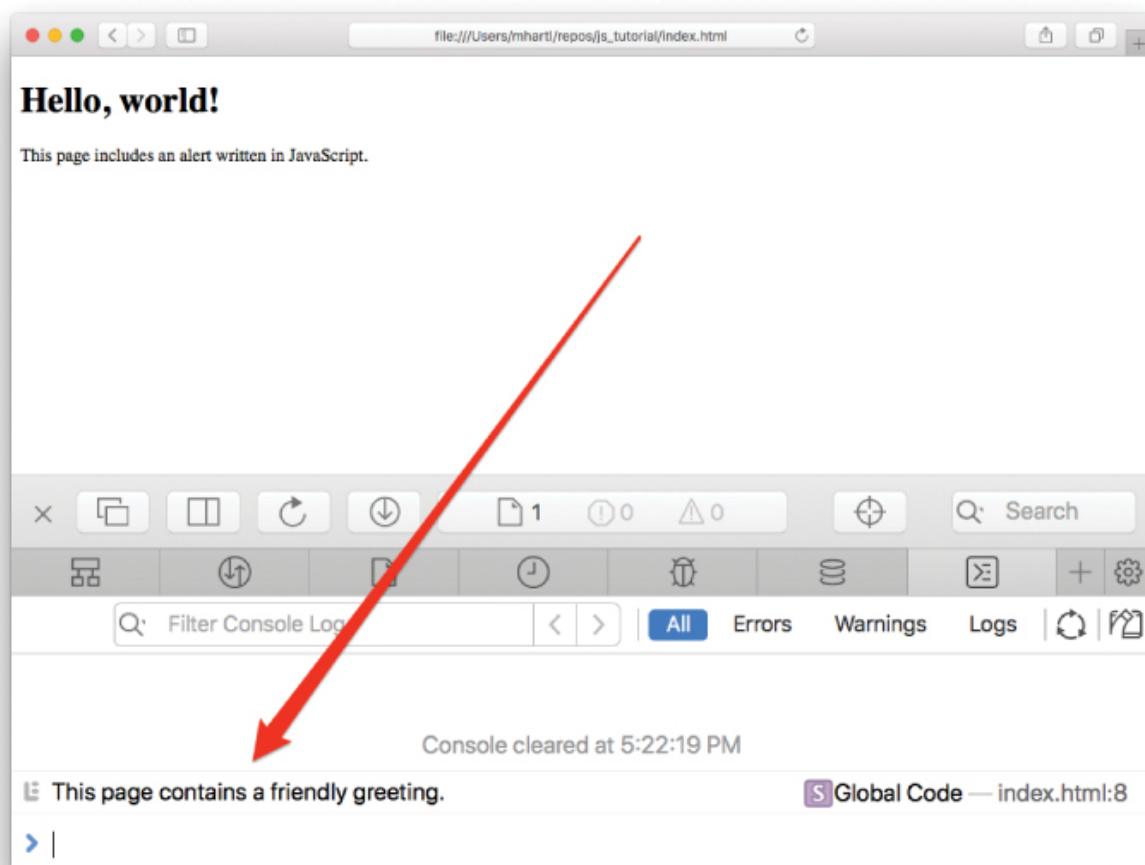 file:///Users/mhartl/repos/js_tutorial/index.html
Hello, world!
This page includes an alert written in JavaScript.
1 0 0 Search
Filter Console Log
All Errors Warnings Logs
Console cleared at 5:22:19 PM
This page contains a friendly greeting. S Global Code — index.html:8